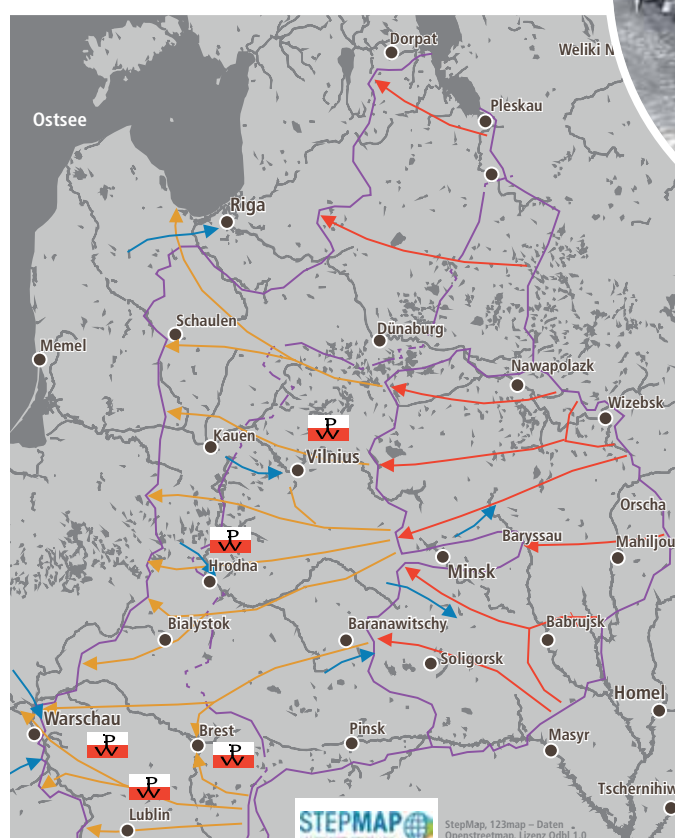 Dorpat
Weliki N
Pleskau
Ostsee
Riga
Schaulen
Dünaburg
Memel
Nawapolazk
Wizebsk
Kauen
Vilnius
Orscha
Baryssau
Mahiljou
Hrodna
Minsk
Bialystok
Baranawitschy
Babrujsk
Soligorsk
Homel
Warschau
Brest
Pinsk
Masyr
Tschernihiw
Lublin
STEPMAP
StepMap, 123map – Daten
Openstreetmap, Lizenz Odbl 1.0